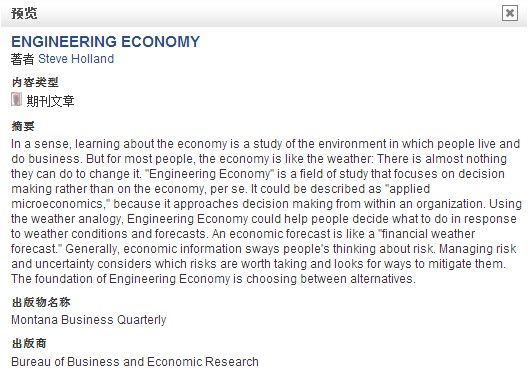 预览
ENGINEERING ECONOMY
著者 Steve Holland
内容类型
期刊文章
摘要
In a sense, learning about the economy is a study of the environment in which people live and
do business. But for most people, the economy is like the weather: There is almost nothing
they can do to change it. "Engineering Economy" is a field of study that focuses on decision
making rather than on the economy, per se. It could be described as "applied
microeconomics," because it approaches decision making from within an organization. Using
the weather analogy, Engineering Economy could help people decide what to do in response
to weather conditions and forecasts. An economic forecast is like a "financial weather
forecast." Generally, economic information sways people's thinking about risk. Managing risk
and uncertainty considers which risks are worth taking and looks for ways to mitigate them.
The foundation of Engineering Economy is choosing between alternatives.
出版物名称
Montana Business Quarterly
出版商
Bureau of Business and Economic Research